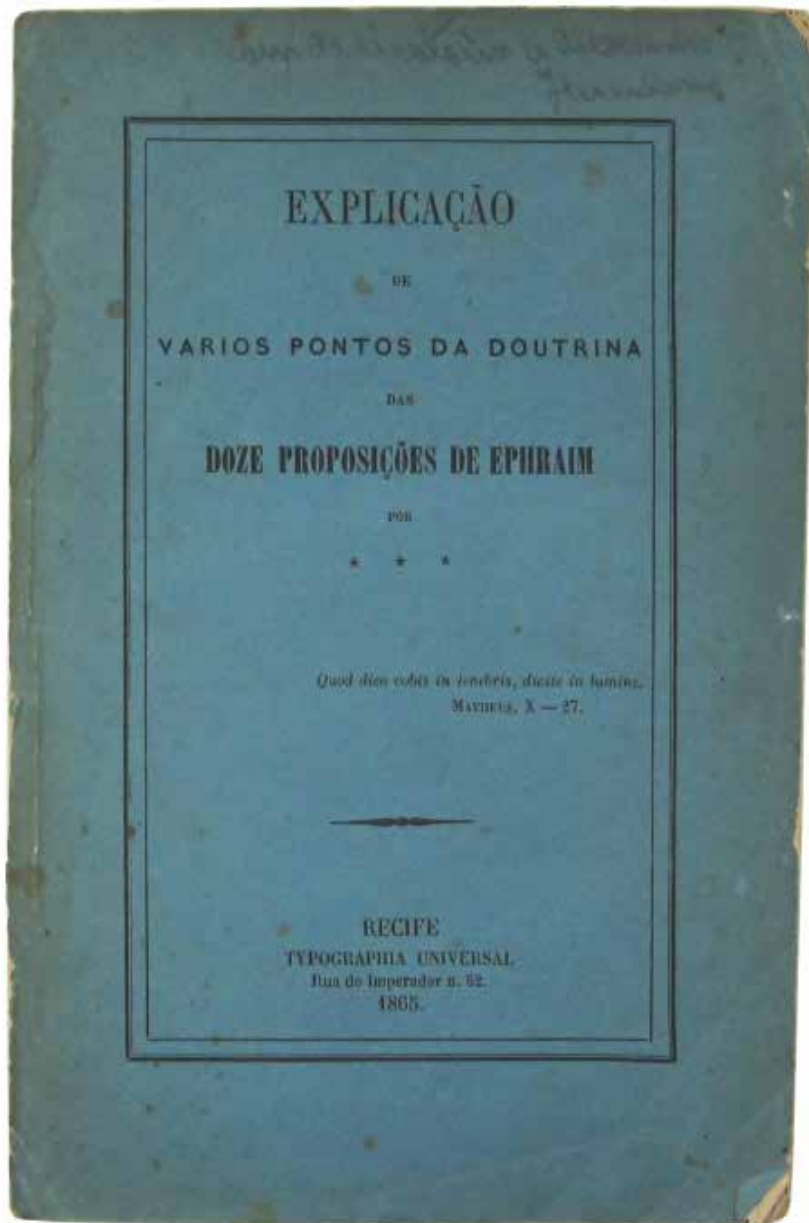 EXPLICAÇÃO
DE
VARIOS PONTOS DA DOUTRINA
DAS
DOZE PROPOSIÇÕES DE EPHRAIM
POR
* * *
Quod dico vobis in tenebris, dicite in lumine.
MATHEUS, X — 27.
RECIFE
TYPOGRAPHIA UNIVERSAL
Rua do Imperador n. 52.
1865.